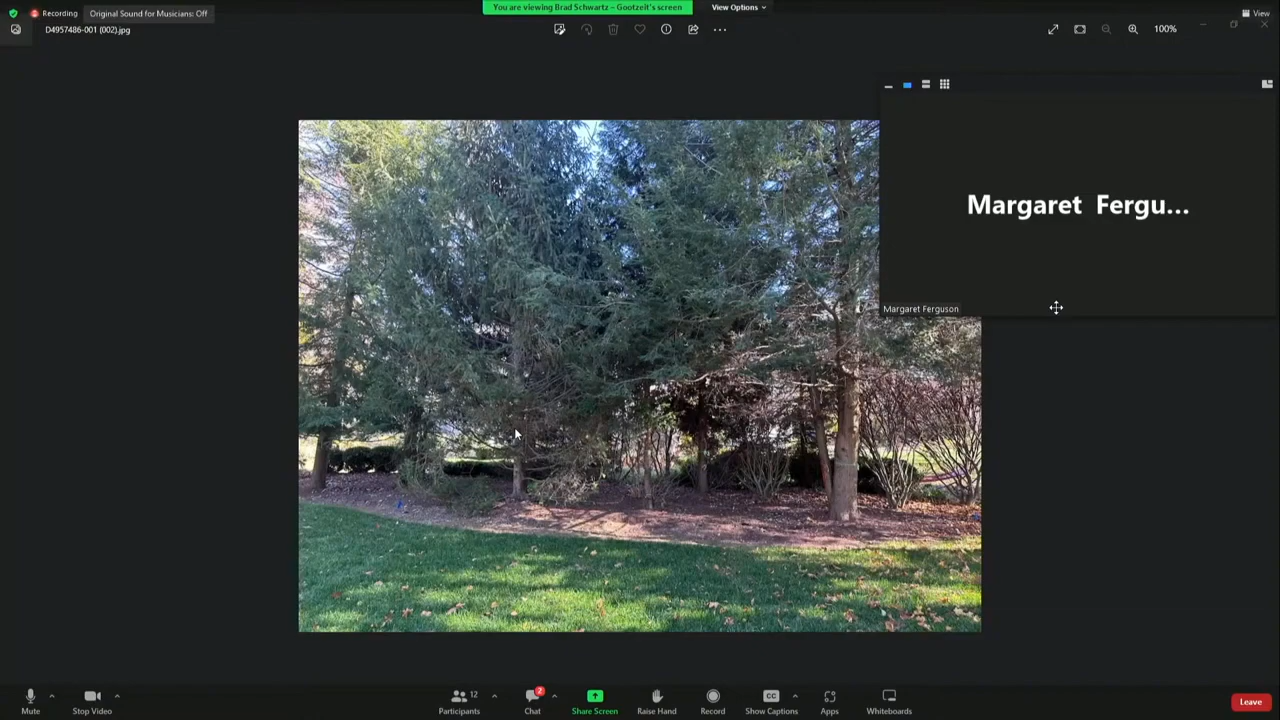 Recording
Original Sound for Musicians: Off
You are viewing Brad Schwartz - Gootzeit's screen
View Options
View
D4957486-001 (002).jpg
100%
Margaret Fergu...
Margaret Ferguson
Mute
Stop Video
12
Participants
2
Chat
Share Screen
Raise Hand
Record
CC
Show Captions
Apps
Whiteboards
Leave